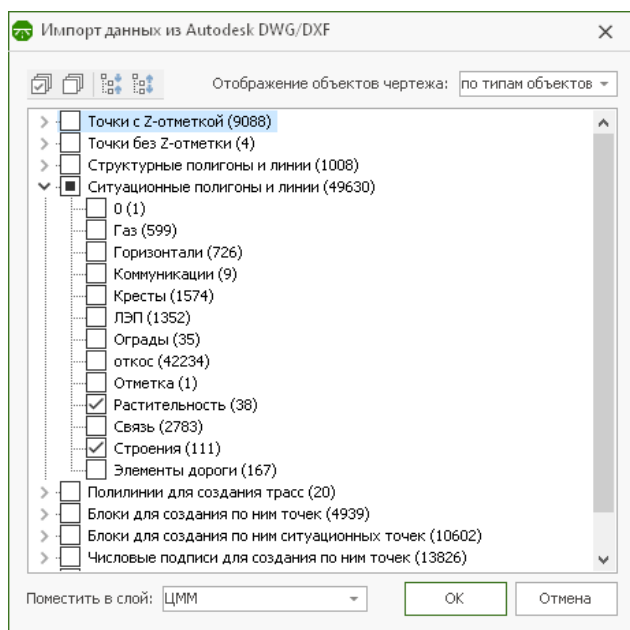 Импорт данных из Autodesk DWG/DXF
Отображение объектов чертежа: по типам объектов
Точки с Z-отметкой (9088)
Точки без Z-отметки (4)
Структурные полигоны и линии (1008)
Ситуационные полигоны и линии (49630)
0 (1)
Газ (599)
Горизонтали (726)
Коммуникации (9)
Кресты (1574)
ЛЭП (1352)
Ограды (35)
откос (42234)
Отметка (1)
Растительность (38)
Связь (2783)
Строения (111)
Элементы дороги (167)
Полилинии для создания трасс (20)
Блоки для создания по ним точек (4939)
Блоки для создания по ним ситуационных точек (10602)
Числовые подписи для создания по ним точек (13826)
Поместить в слой: ЦММ OK Отмена